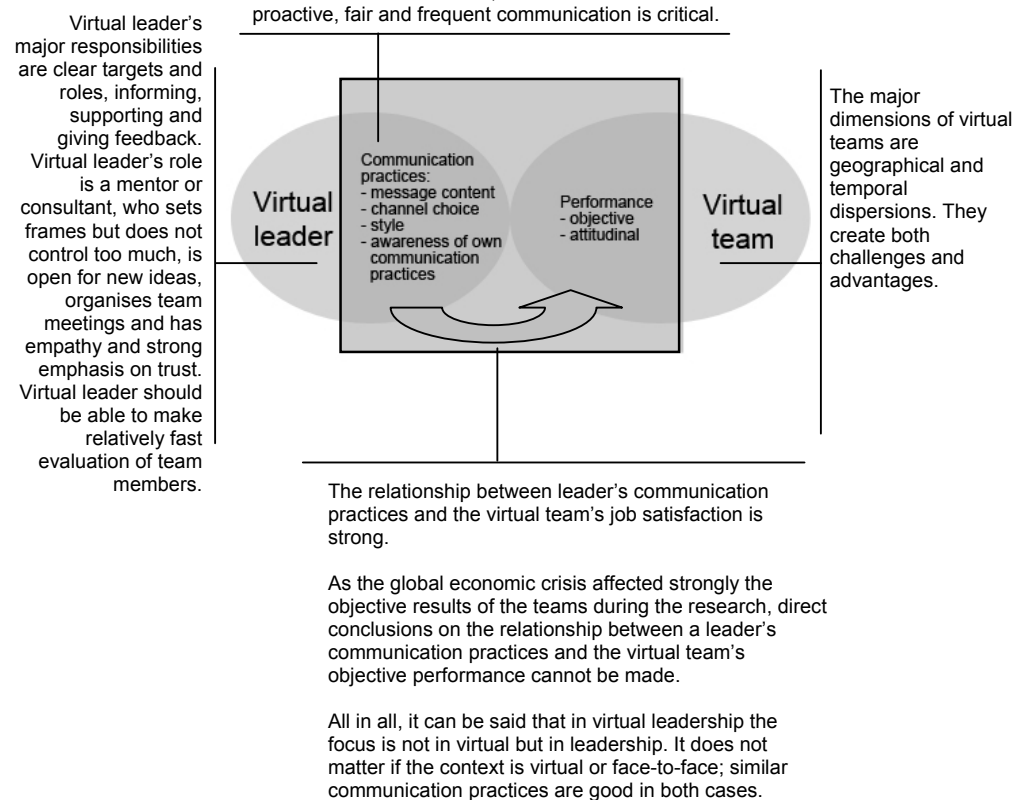 proactive, fair and frequent communication is critical.
Virtual leader's
major responsibilities
are clear targets and
roles, informing,
supporting and
giving feedback.
Virtual leader's role
is a mentor or
consultant, who sets
frames but does not
control too much, is
open for new ideas,
organises team
meetings and has
empathy and strong
emphasis on trust.
Virtual leader should
be able to make
relatively fast
evaluation of team
members.
Virtual
leader
Communication
practices:
- message content
- channel choice
- style
- awareness of own
communication
practices
Performance
- objective
- attitudinal
Virtual
team
The major
dimensions of virtual
teams are
geographical and
temporal
dispersions. They
create both
challenges and
advantages.
The relationship between leader's communication
practices and the virtual team's job satisfaction is
strong.
As the global economic crisis affected strongly the
objective results of the teams during the research, direct
conclusions on the relationship between a leader's
communication practices and the virtual team's
objective performance cannot be made.
All in all, it can be said that in virtual leadership the
focus is not in virtual but in leadership. It does not
matter if the context is virtual or face-to-face; similar
communication practices are good in both cases.